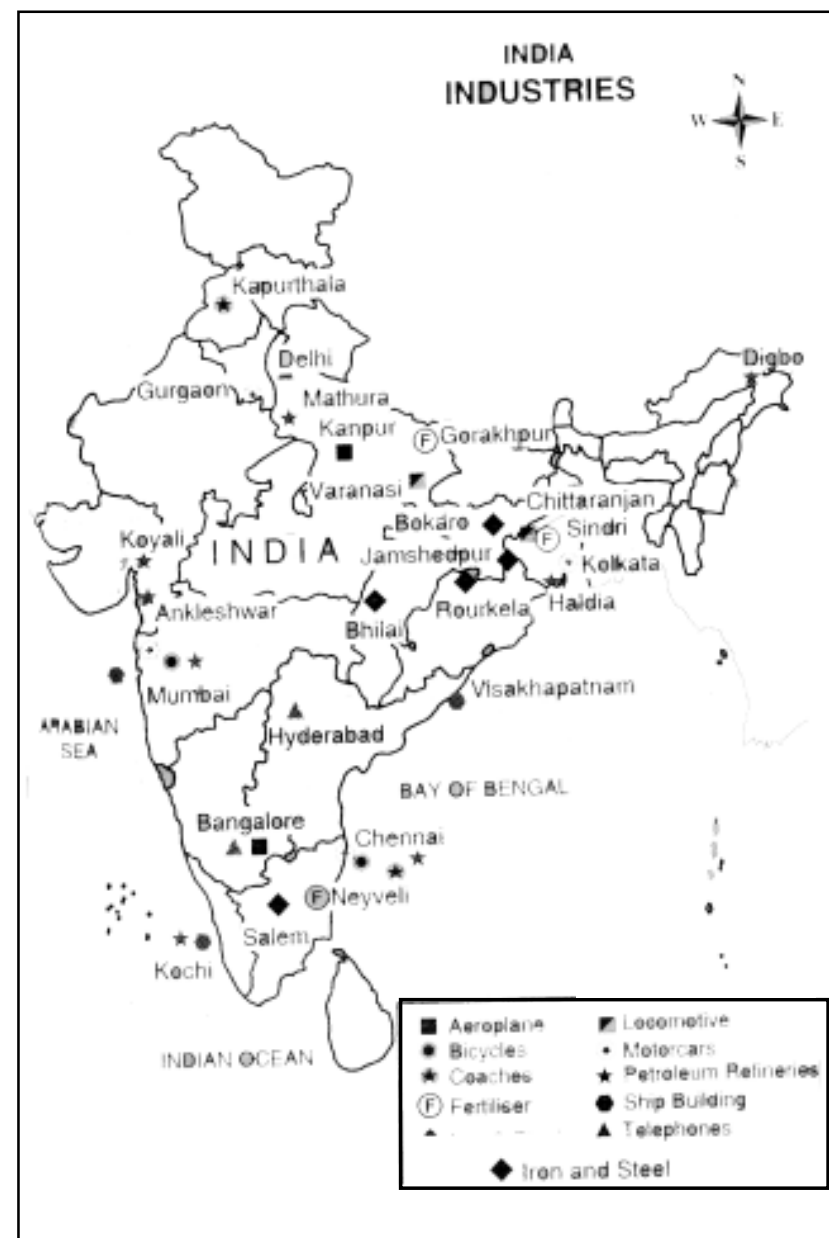 INDIA
INDUSTRIES
N
W E
S
Kapurthala
Delhi
Digbo
Gurgaon
Mathura
Kanpur
F Gorakhpur
Varanasi
Chittaranjan
Bokaro
F Sindri
Koyali
INDIA
Jamshedpur
Kolkata
Ankleshwar
Rourkela
Haldia
Bhilai
Mumbai
Visakhapatnam
ARABIAN
SEA
Hyderabad
BAY OF BENGAL
Bangalore
Chennai
F Neyveli
Salem
Kochi
INDIAN OCEAN
Aeroplane
Bicycles
Coaches
F Fertiliser
Locomotive
Motorcars
Petroleum Refineries
Ship Building
Telephones
Iron and Steel